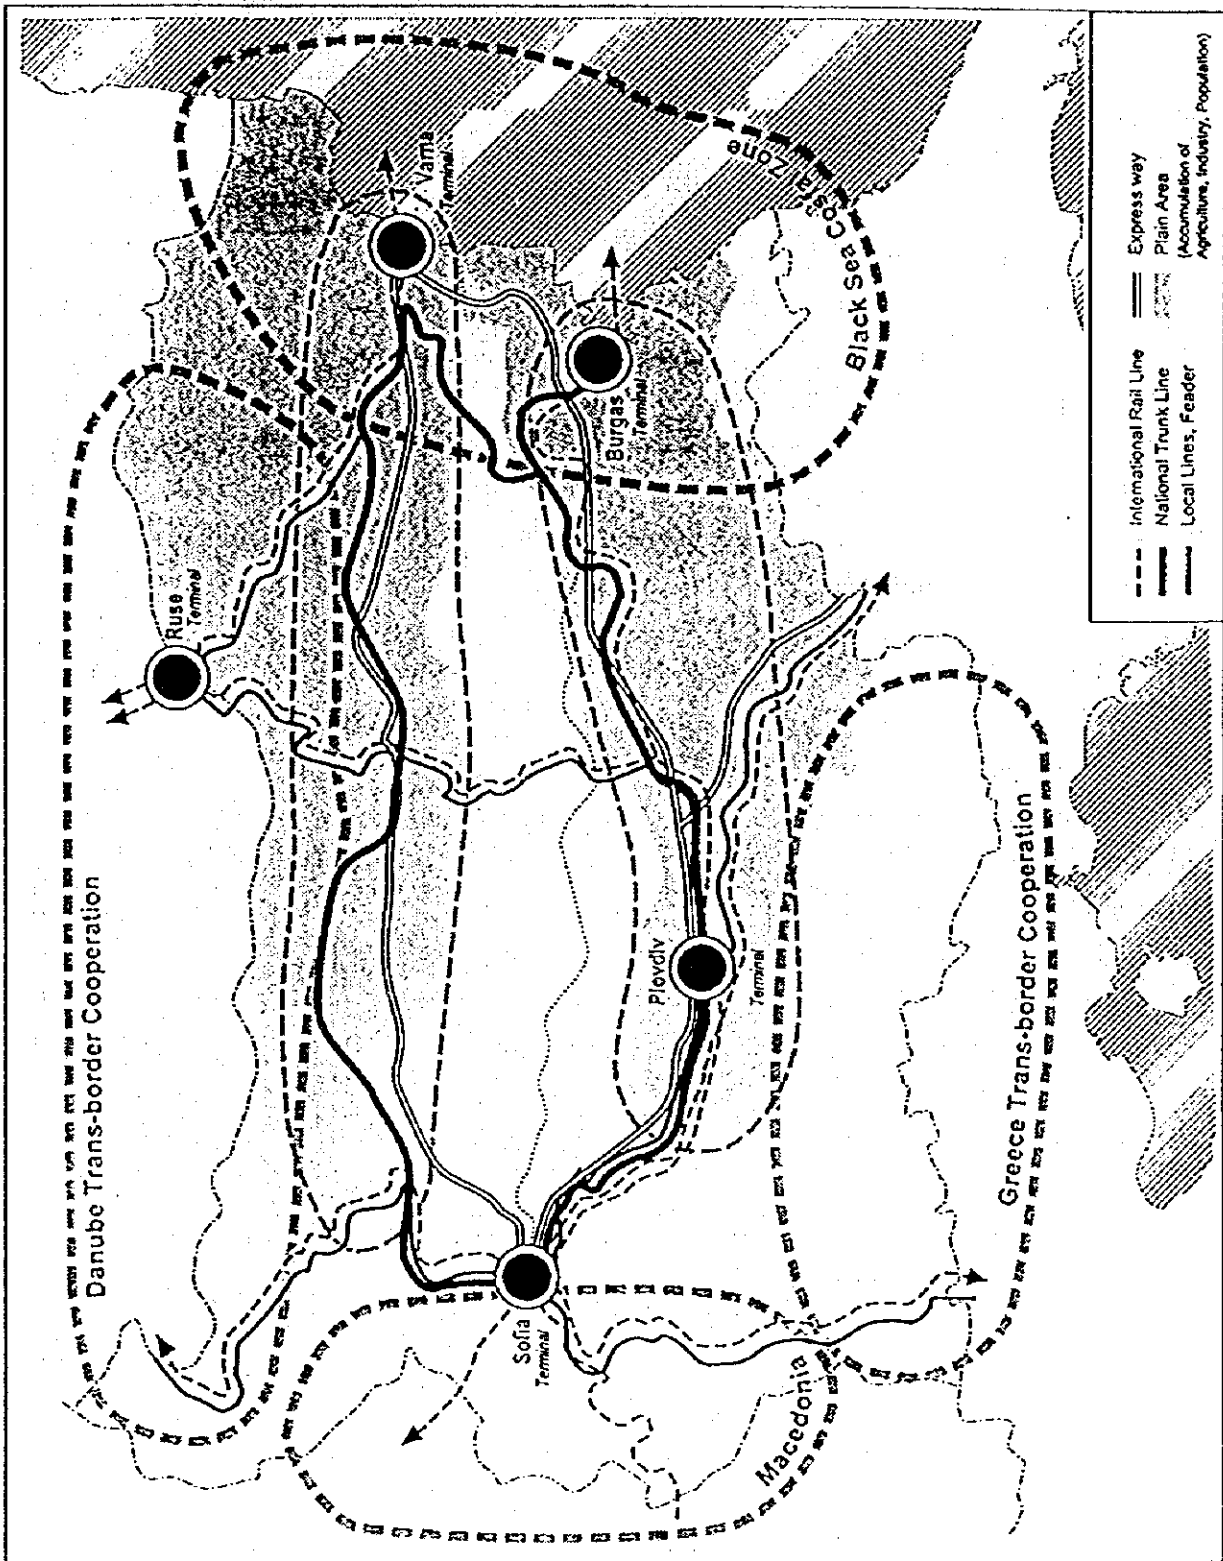 Danube Trans-border Cooperation
Ruse
Terminal
Varna
Terminal
Black Sea Costa Zone
Burgas
Terminal
Sofia
Terminal
Plovdiv
Terminal
Macedonia
Greece Trans-border Cooperation
International Rail Line
National Trunk Line
Local Lines, Feader
Express way
Plain Area
(Accumulation of
Agriculture, Industry, Population)